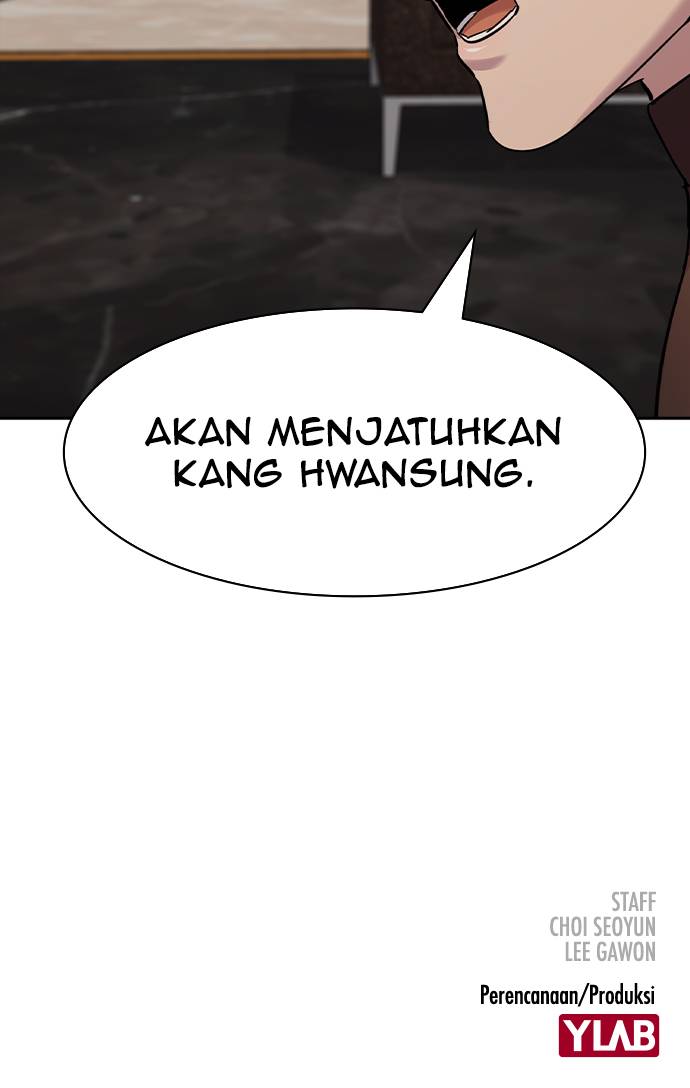 AKAN MENJATUHKAN
KANG HWANSUNG.
STAFF
CHOI SEOYUN
LEE GAWON
Perencanaan/Produksi
YLAB